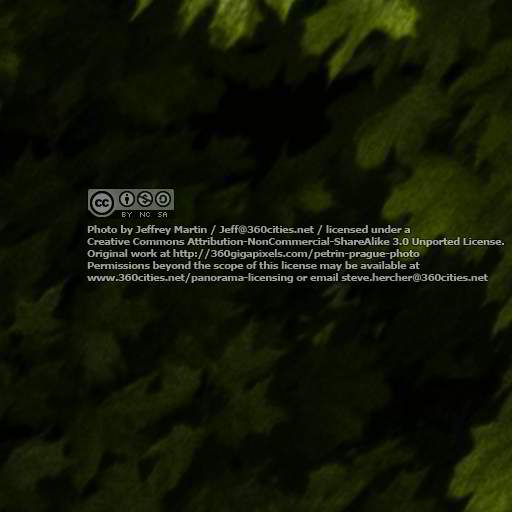 cc
BY NC SA
Photo by Jeffrey Martin / Jeff@360cities.net / licensed under a
Creative Commons Attribution-NonCommercial-ShareAlike 3.0 Unported License.
Original work at http://360gigapixels.com/petrin-prague-photo
Permissions beyond the scope of this license may be available at
www.360cities.net/panorama-licensing or email steve.hercher@360cities.net